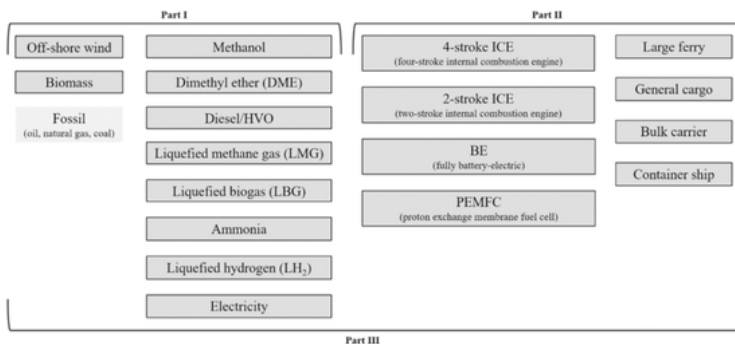 Part I
Part II
Off-shore wind
Biomass
Fossil
(oil, natural gas, coal)
Methanol
Dimethyl ether (DME)
Diesel/HVO
Liquefied methane gas (LMG)
Liquefied biogas (LBG)
Ammonia
Liquefied hydrogen (LH₂)
Electricity
4-stroke ICE
(four-stroke internal combustion engine)
2-stroke ICE
(two-stroke internal combustion engine)
BE
(fully battery-electric)
PEMFC
(proton exchange membrane fuel cell)
Large ferry
General cargo
Bulk carrier
Container ship
Part III